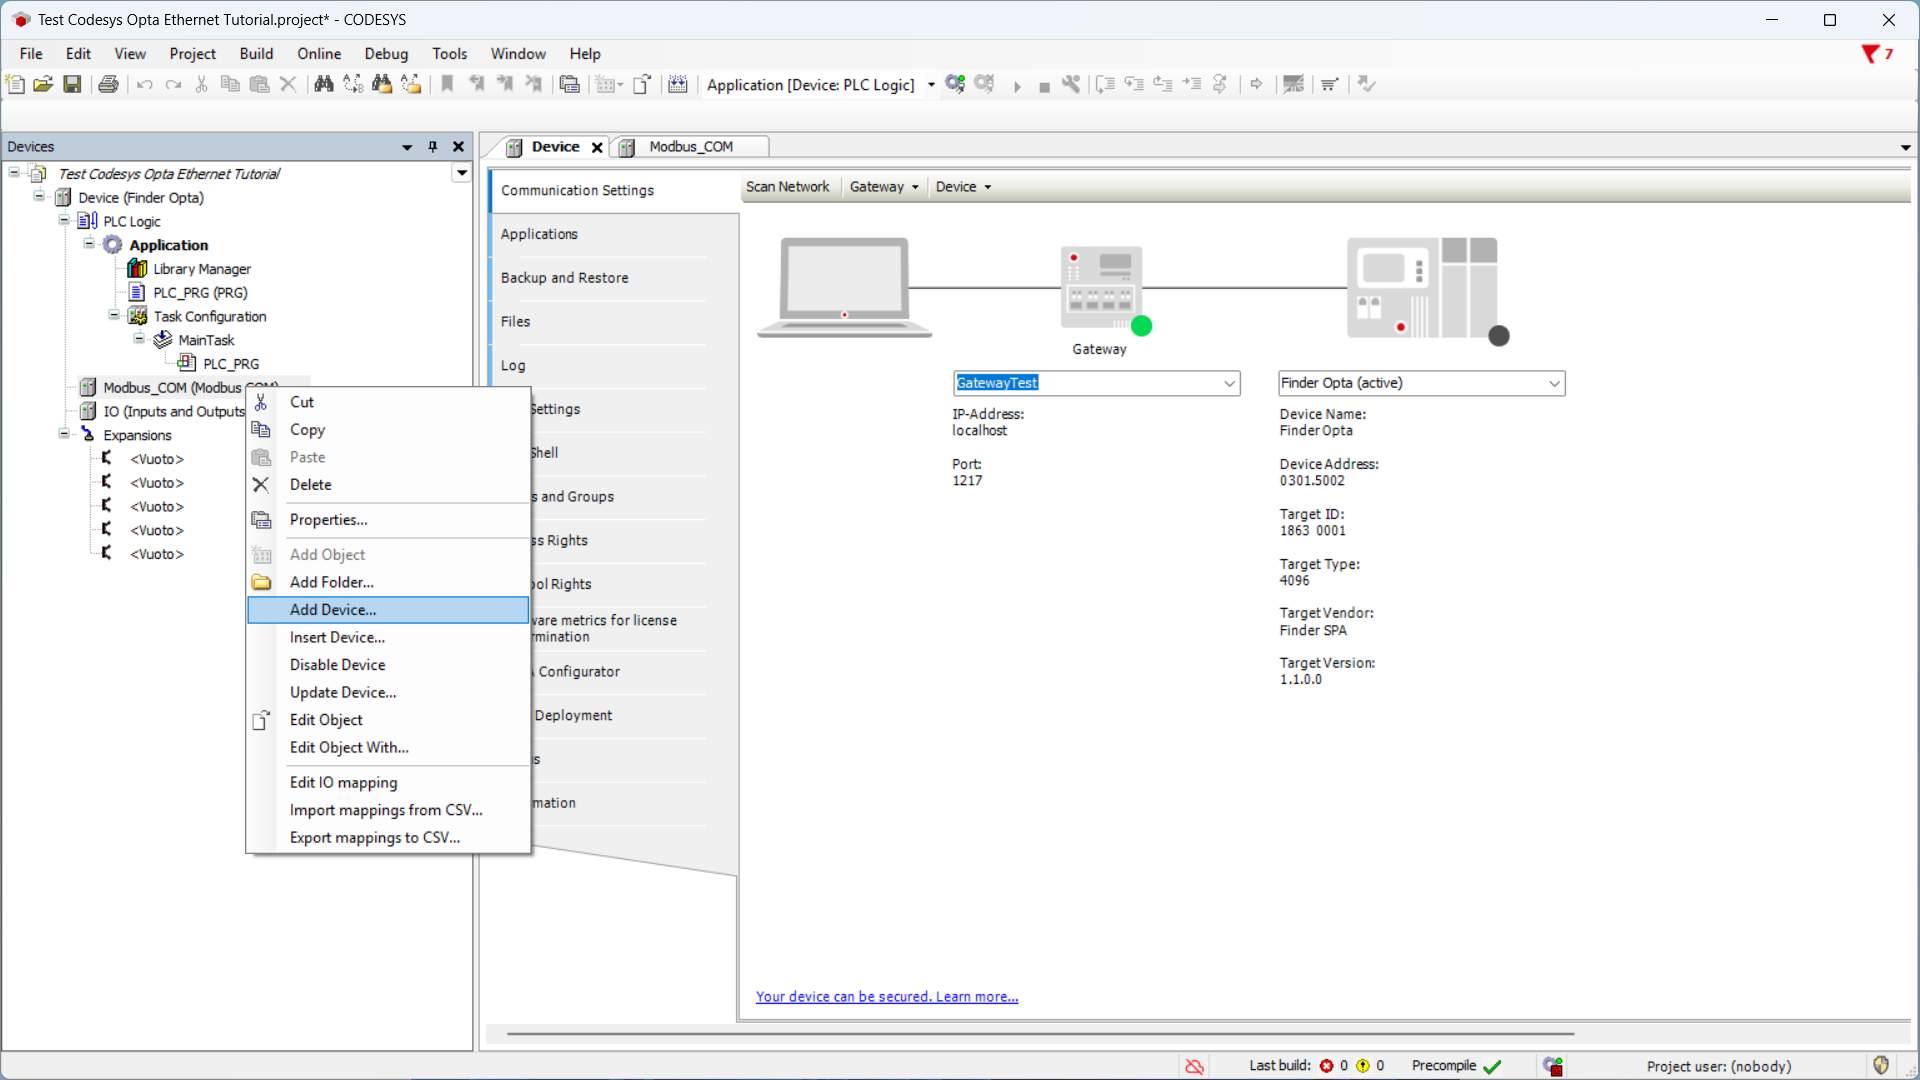 Test Codesys Opta Ethernet Tutorial.project* - CODESYS
File Edit View Project Build Online Debug Tools Window Help
7
Application [Device: PLC Logic]
Devices
Test Codesys Opta Ethernet Tutorial
Device (Finder Opta)
PLC Logic
Application
Library Manager
PLC_PRG (PRG)
Task Configuration
MainTask
PLC_PRG
Modbus_COM (Modbus COM)
IO (Inputs and Outputs
Expansions
<Vuoto>
<Vuoto>
<Vuoto>
<Vuoto>
<Vuoto>
Cut
Copy
Paste
Delete
Properties...
Add Object
Add Folder...
Add Device...
Insert Device...
Disable Device
Update Device...
Edit Object
Edit Object With...
Edit IO mapping
Import mappings from CSV...
Export mappings to CSV...
Device
Modbus_COM
Communication Settings
Applications
Backup and Restore
Files
Log
Settings
Shell
s and Groups
ss Rights
ol Rights
ware metrics for license
mination
Configurator
Deployment
s
mation
Scan Network Gateway Device
Gateway
GatewayTest
IP-Address:
localhost
Port:
1217
Finder Opta (active)
Device Name:
Finder Opta
Device Address:
0301.5002
Target ID:
1863 0001
Target Type:
4096
Target Vendor:
Finder SPA
Target Version:
1.1.0.0
Your device can be secured. Learn more...
Last build: 0 0 Precompile
Project user: (nobody)